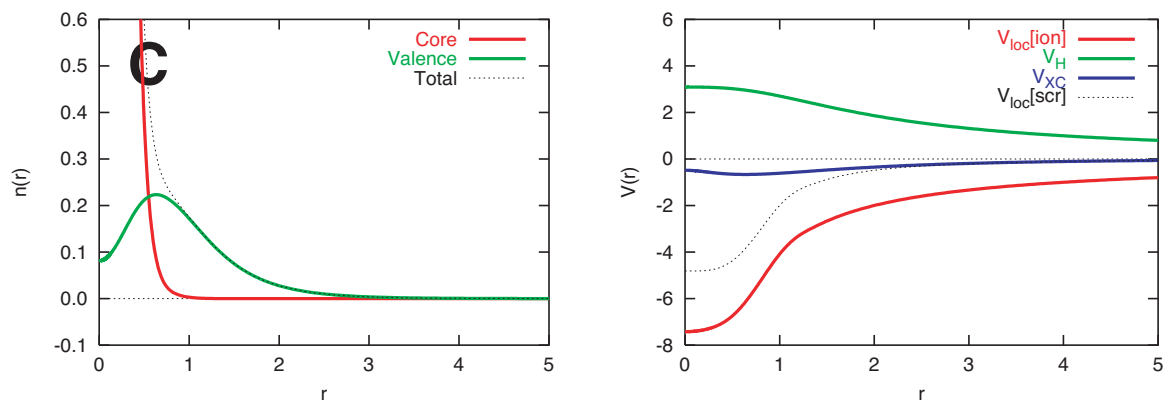 0.6
0.5
0.4
0.3
0.2
0.1
0.0
-0.1
n(r)
0 1 2 3 4 5
r
C
Core
Valence
Total
6
4
2
0
-2
-4
-6
-8
V(r)
0 1 2 3 4 5
r
V_loc[ion]
V_H
V_XC
V_loc[scr]